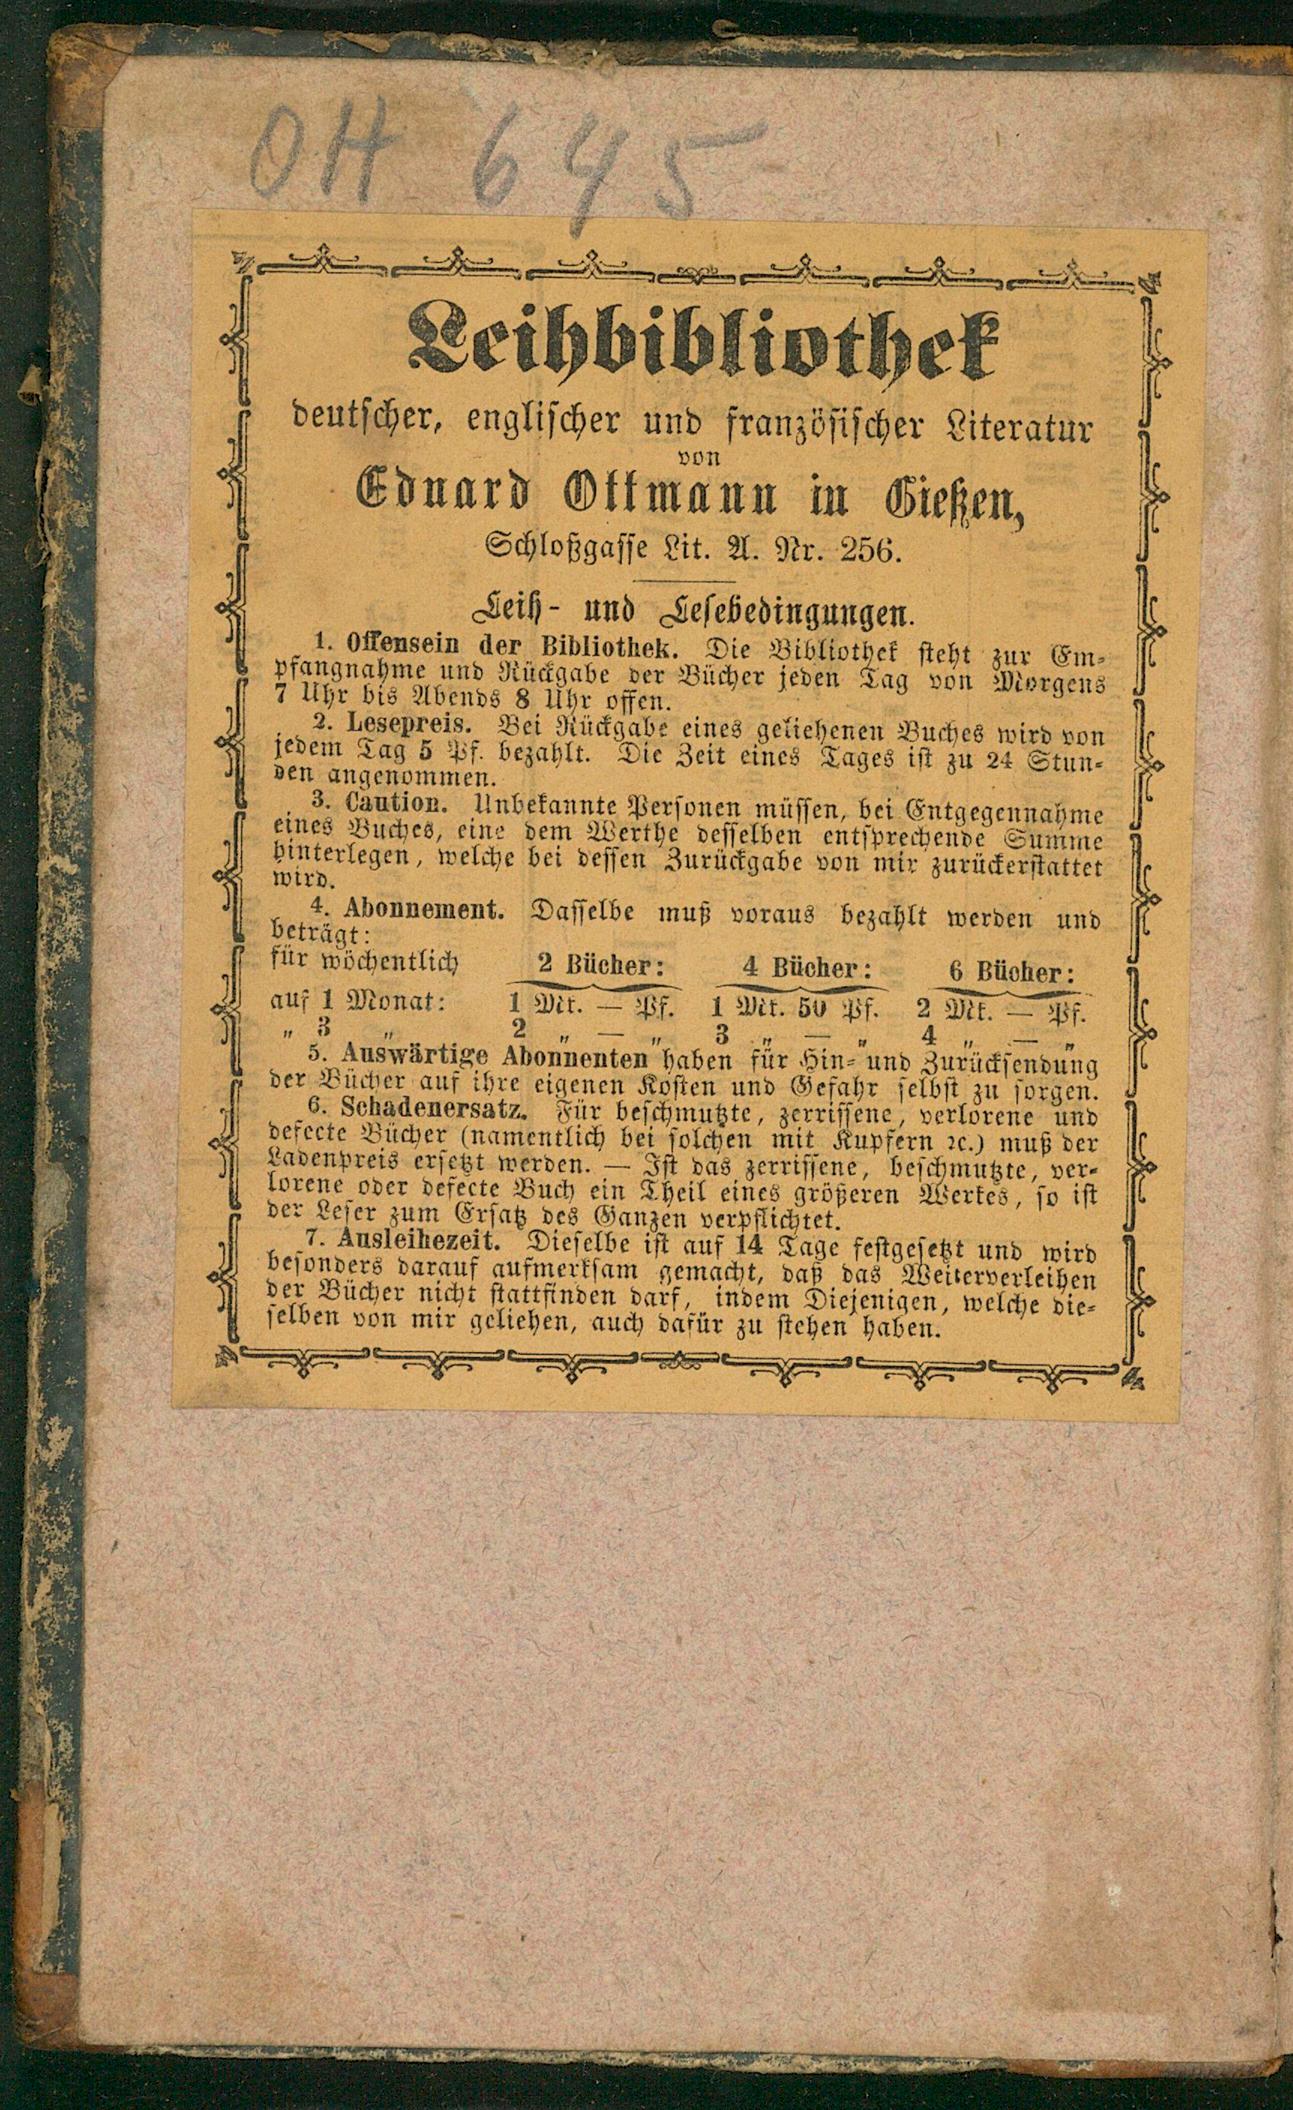 OH 645
Leihbibliothek
deutscher, englischer und französischer Literatur
von
Eduard Ottmann in Gießen,
Schloßgasse Lit. A. Nr. 256.
Leih- und Lesebedingungen.
1. Offensein der Bibliothek. Die Bibliothek steht zur Em-
pfangnahme und Rückgabe der Bücher jeden Tag von Morgens
7 Uhr bis Abends 8 Uhr offen.
2. Lesepreis. Bei Rückgabe eines geliehenen Buches wird von
jedem Tag 5 Pf. bezahlt. Die Zeit eines Tages ist zu 24 Stun-
den angenommen.
3. Caution. Unbekannte Personen müssen, bei Entgegennahme
eines Buches, eine dem Werthe desselben entsprechende Summe
hinterlegen, welche bei dessen Zurückgabe von mir zurückerstattet
wird.
4. Abonnement. Dasselbe muß voraus bezahlt werden und
beträgt:
für wöchentlich 2 Bücher: 4 Bücher: 6 Bücher:
auf 1 Monat: 1 Mk. — Pf. 1 Mk. 50 Pf. 2 Mk. — Pf.
„ 3 „ 2 „ — „ 3 „ — „ 4 „ — „
5. Auswärtige Abonnenten haben für Hin- und Zurücksendung
der Bücher auf ihre eigenen Kosten und Gefahr selbst zu sorgen.
6. Schadenersatz. Für beschmutzte, zerrissene, verlorene und
defecte Bücher (namentlich bei solchen mit Kupfern ꝛc.) muß der
Ladenpreis ersetzt werden. — Ist das zerrissene, beschmutzte, ver-
lorene oder defecte Buch ein Theil eines größeren Werkes, so ist
der Leser zum Ersatz des Ganzen verpflichtet.
7. Ausleihezeit. Dieselbe ist auf 14 Tage festgesetzt und wird
besonders darauf aufmerksam gemacht, daß das Weiterverleihen
der Bücher nicht stattfinden darf, indem Diejenigen, welche die-
selben von mir geliehen, auch dafür zu stehen haben.